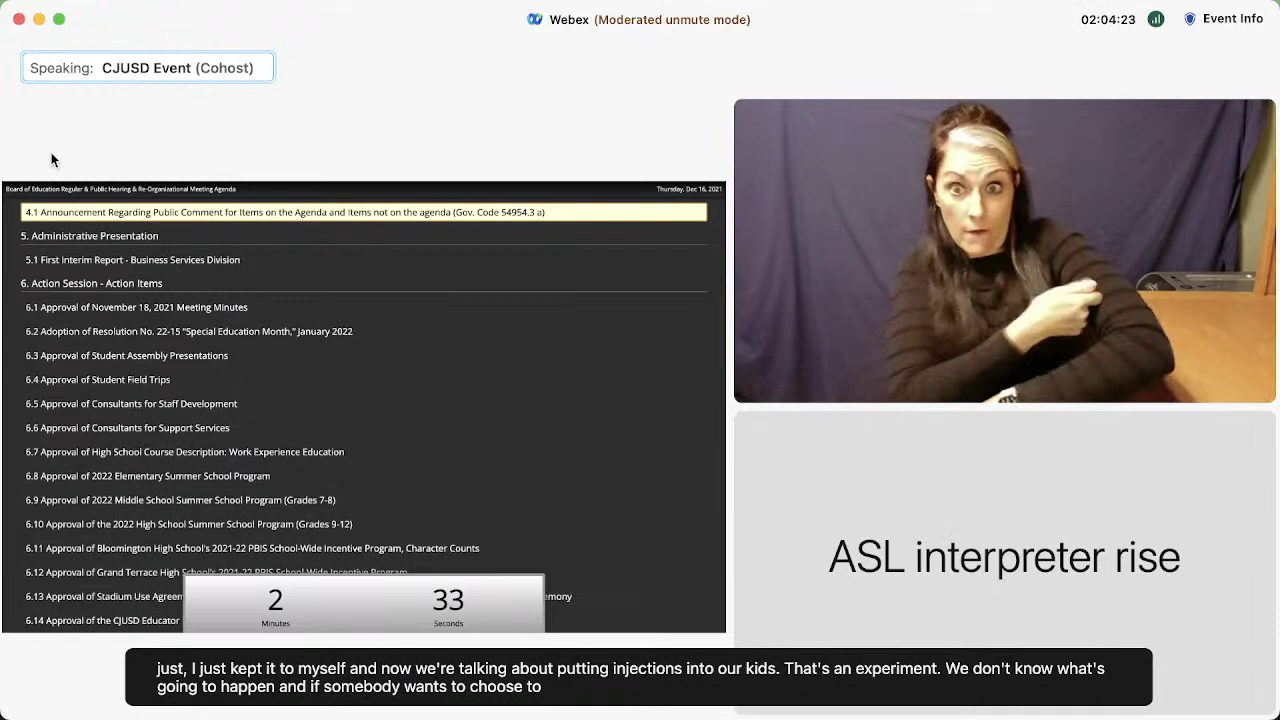 Webex (Moderated unmute mode)
02:04:23
Event Info
Speaking: CJUSD Event (Cohost)
Board of Education Regular & Public Hearing & Re-Organizational Meeting Agenda
Thursday, Dec 16, 2021
4.1 Announcement Regarding Public Comment for Items on the Agenda and Items not on the agenda (Gov. Code 54954.3 a)
5. Administrative Presentation
5.1 First Interim Report - Business Services Division
6. Action Session - Action Items
6.1 Approval of November 18, 2021 Meeting Minutes
6.2 Adoption of Resolution No. 22-15 "Special Education Month," January 2022
6.3 Approval of Student Assembly Presentations
6.4 Approval of Student Field Trips
6.5 Approval of Consultants for Staff Development
6.6 Approval of Consultants for Support Services
6.7 Approval of High School Course Description: Work Experience Education
6.8 Approval of 2022 Elementary Summer School Program
6.9 Approval of 2022 Middle School Summer School Program (Grades 7-8)
6.10 Approval of the 2022 High School Summer School Program (Grades 9-12)
6.11 Approval of Bloomington High School's 2021-22 PBIS School-Wide Incentive Program, Character Counts
6.12 Approval of Grand Terrace High School's 2021-22 PBIS School-Wide Incentive Program
6.13 Approval of Stadium Use Agreem
emony
6.14 Approval of the CJUSD Educator
2
33
Minutes
Seconds
ASL interpreter rise
just, I just kept it to myself and now we're talking about putting injections into our kids. That's an experiment. We don't know what's
going to happen and if somebody wants to choose to